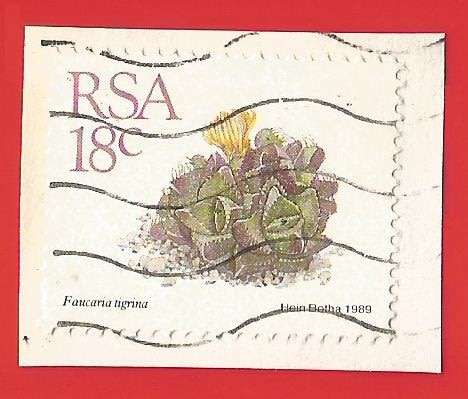 RSA
18c
Faucaria tigrina
Hein Botha 1989